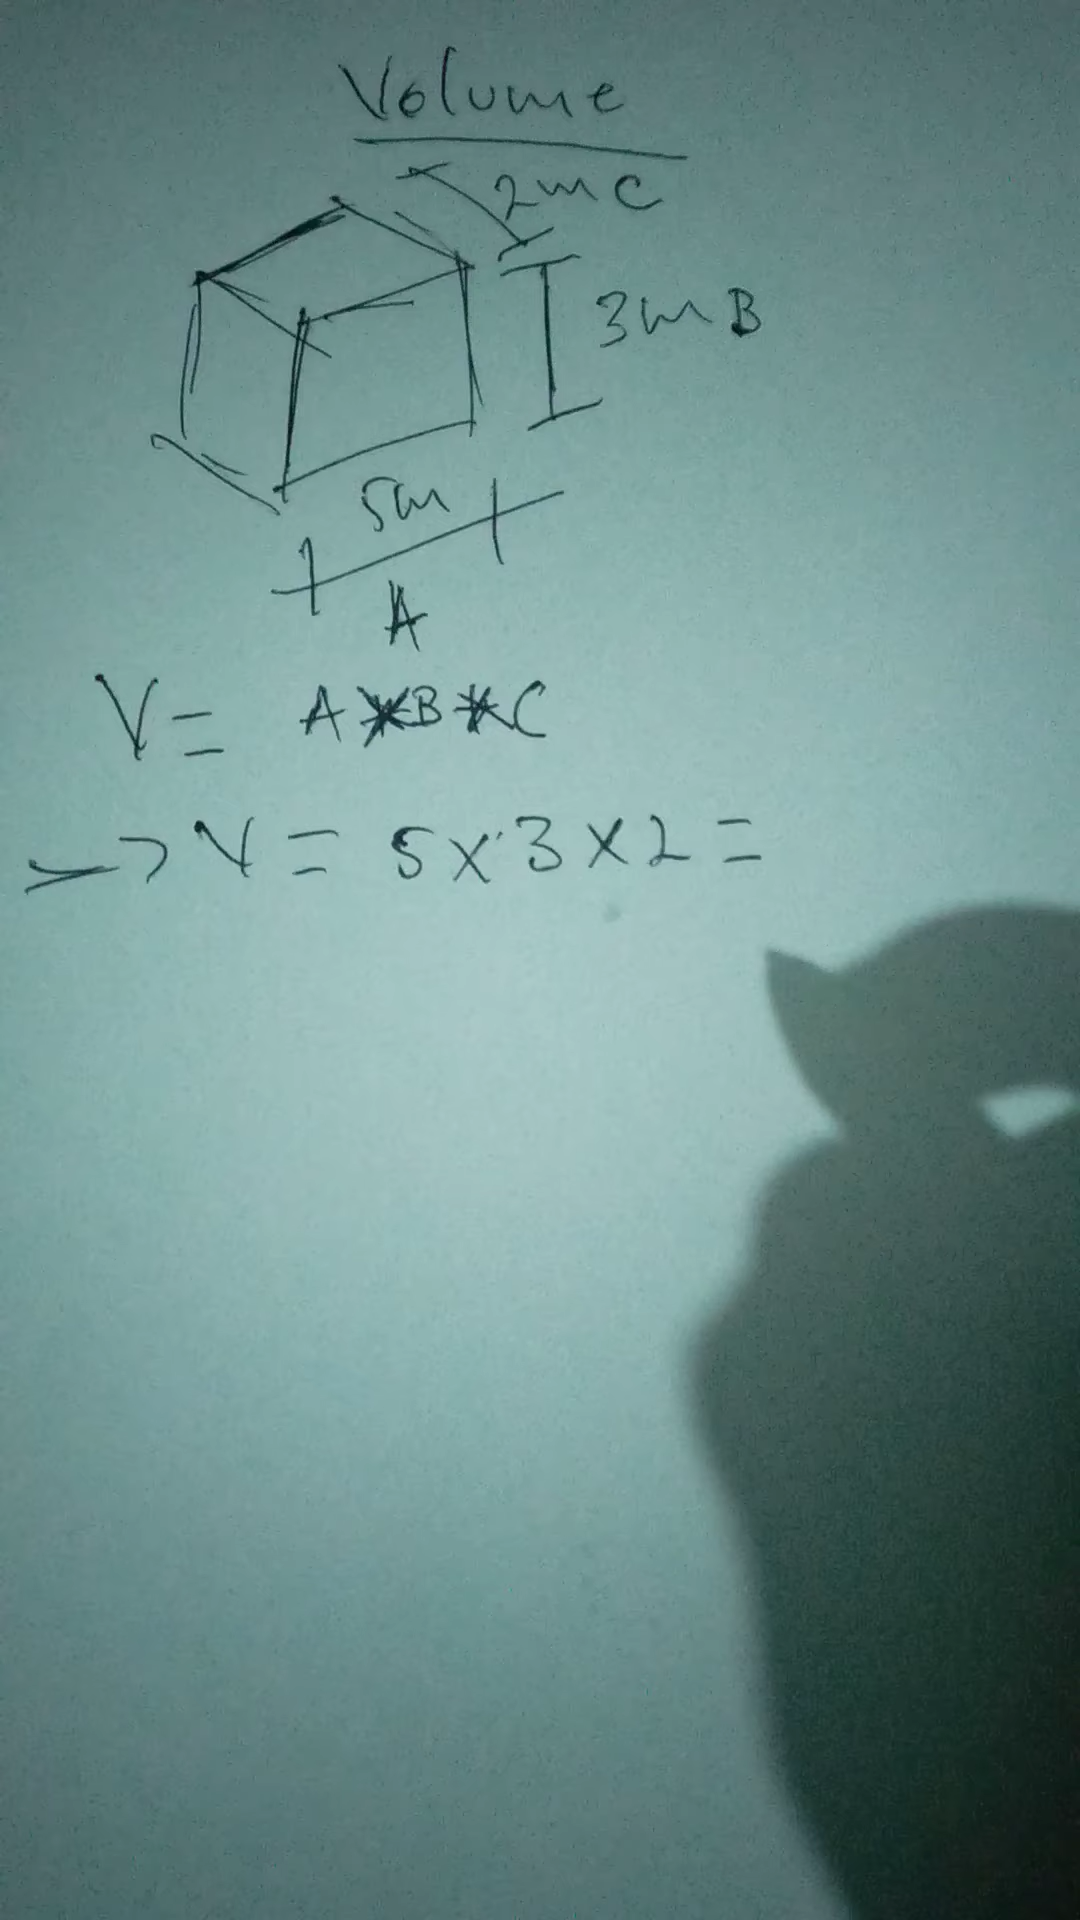 Volume
2m C
3m B
5m
A
V = A * B * C
-> V = 5 x 3 x 2 =